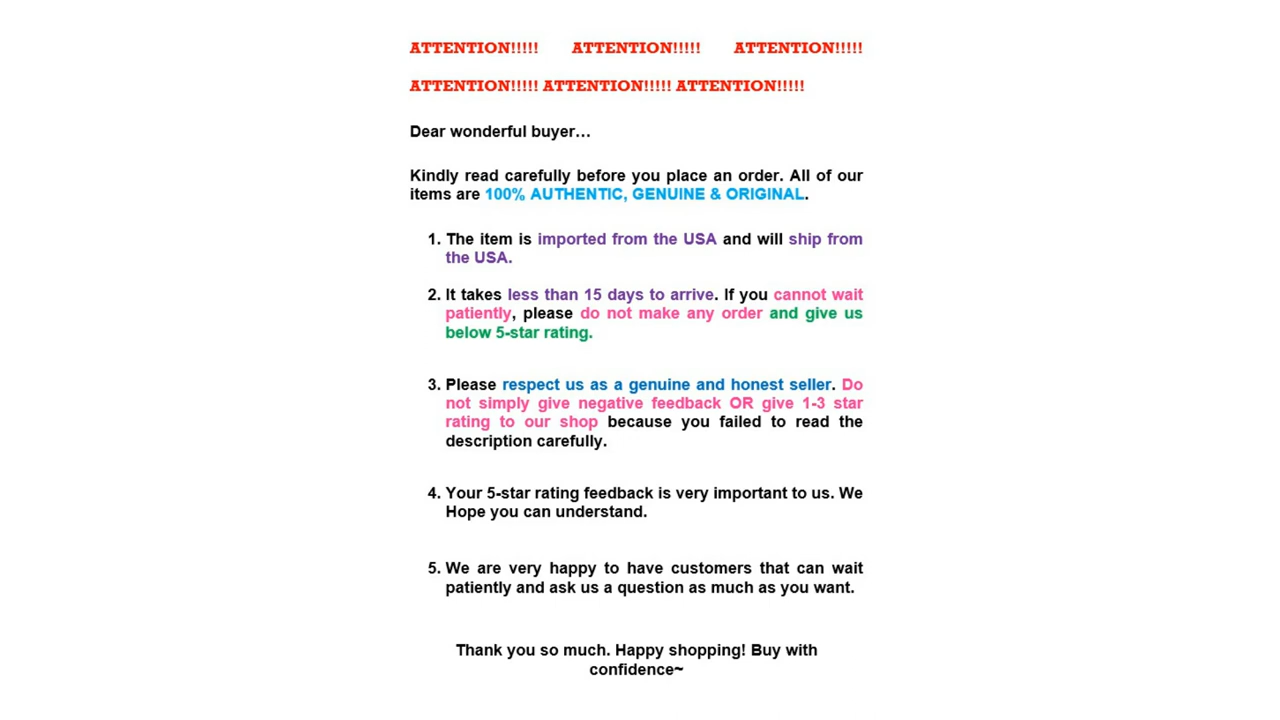 ATTENTION!!!!! ATTENTION!!!!! ATTENTION!!!!!
ATTENTION!!!!! ATTENTION!!!!! ATTENTION!!!!!
Dear wonderful buyer…
Kindly read carefully before you place an order. All of our
items are 100% AUTHENTIC, GENUINE & ORIGINAL.
1. The item is imported from the USA and will ship from
the USA.
2. It takes less than 15 days to arrive. If you cannot wait
patiently, please do not make any order and give us
below 5-star rating.
3. Please respect us as a genuine and honest seller. Do
not simply give negative feedback OR give 1-3 star
rating to our shop because you failed to read the
description carefully.
4. Your 5-star rating feedback is very important to us. We
Hope you can understand.
5. We are very happy to have customers that can wait
patiently and ask us a question as much as you want.
Thank you so much. Happy shopping! Buy with
confidence~